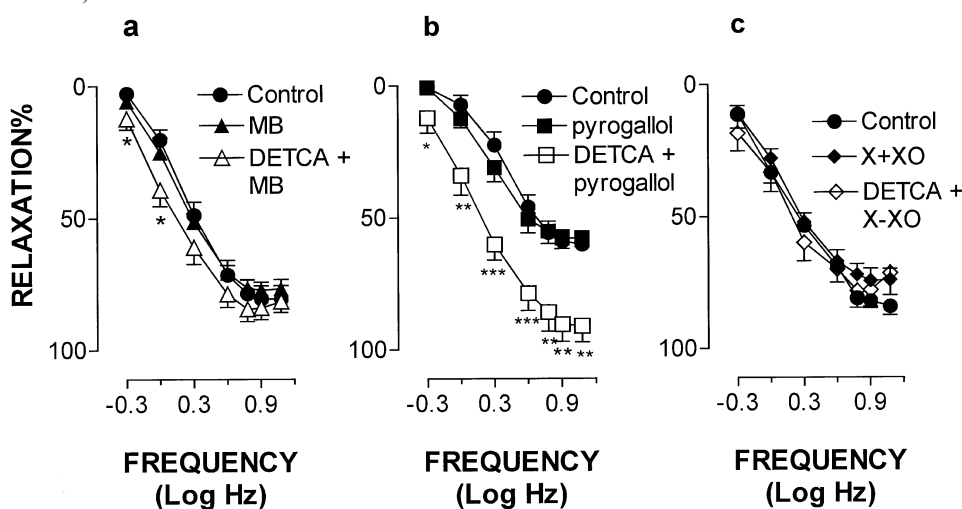 a
b
c
RELAXATION%
0
50
100
Control
MB
DETCA +
MB
*
*
-0.3
0.3
0.9
FREQUENCY
(Log Hz)
0
50
100
Control
pyrogallol
DETCA +
pyrogallol
*
**
***
***
**
**
**
-0.3
0.3
0.9
FREQUENCY
(Log Hz)
0
50
100
Control
X+XO
DETCA +
X-XO
-0.3
0.3
0.9
FREQUENCY
(Log Hz)